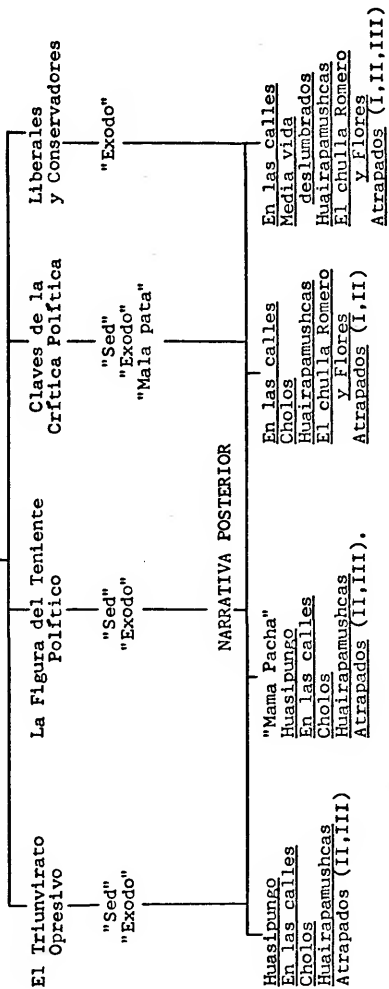 El Triunvirato
Opresivo
"Sed"
"Exodo"
La Figura del Teniente
Político
"Sed"
"Exodo"
Claves de la
Crítica Política
"Sed"
"Exodo"
"Mala pata"
Liberales
y Conservadores
"Exodo"
NARRATIVA POSTERIOR
Huasipungo
En las calles
Cholos
Huairapamushcas
Atrapados (II,III)
"Mama Pacha"
Huasipungo
En las calles
Cholos
Huairapamushcas
Atrapados (II,III).
En las calles
Cholos
Huairapamushcas
El chulla Romero
y Flores
Atrapados (I,II)
En las calles
Media vida
deslumbrados
Huairapamushcas
El chulla Romero
y Flores
Atrapados (I,II,III)